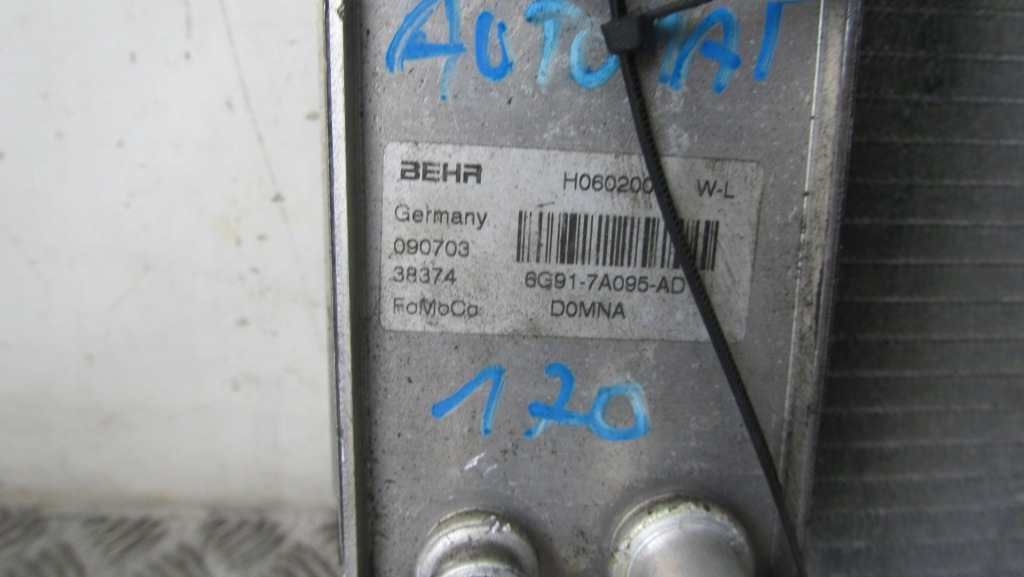 AUTOMAT
BEHR H060200 W-L
Germany
090703
38374 6G91-7A095-AD
FoMoCo D0MNA
120